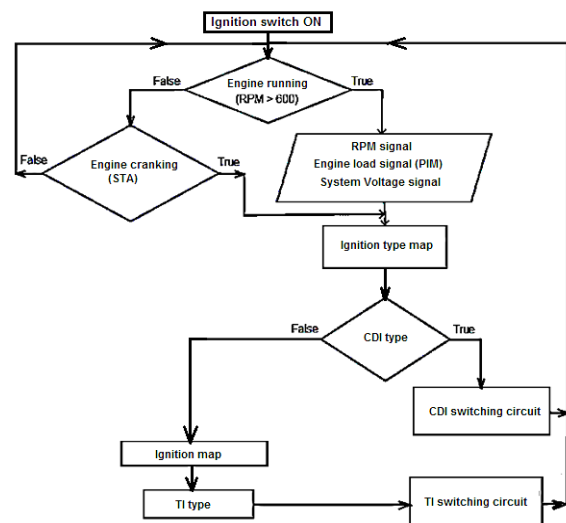 Ignition switch ON
False
Engine running
(RPM > 600)
True
False
Engine cranking
(STA)
True
RPM signal
Engine load signal (PIM)
System Voltage signal
Ignition type map
False
CDI type
True
CDI switching circuit
Ignition map
TI type
TI switching circuit